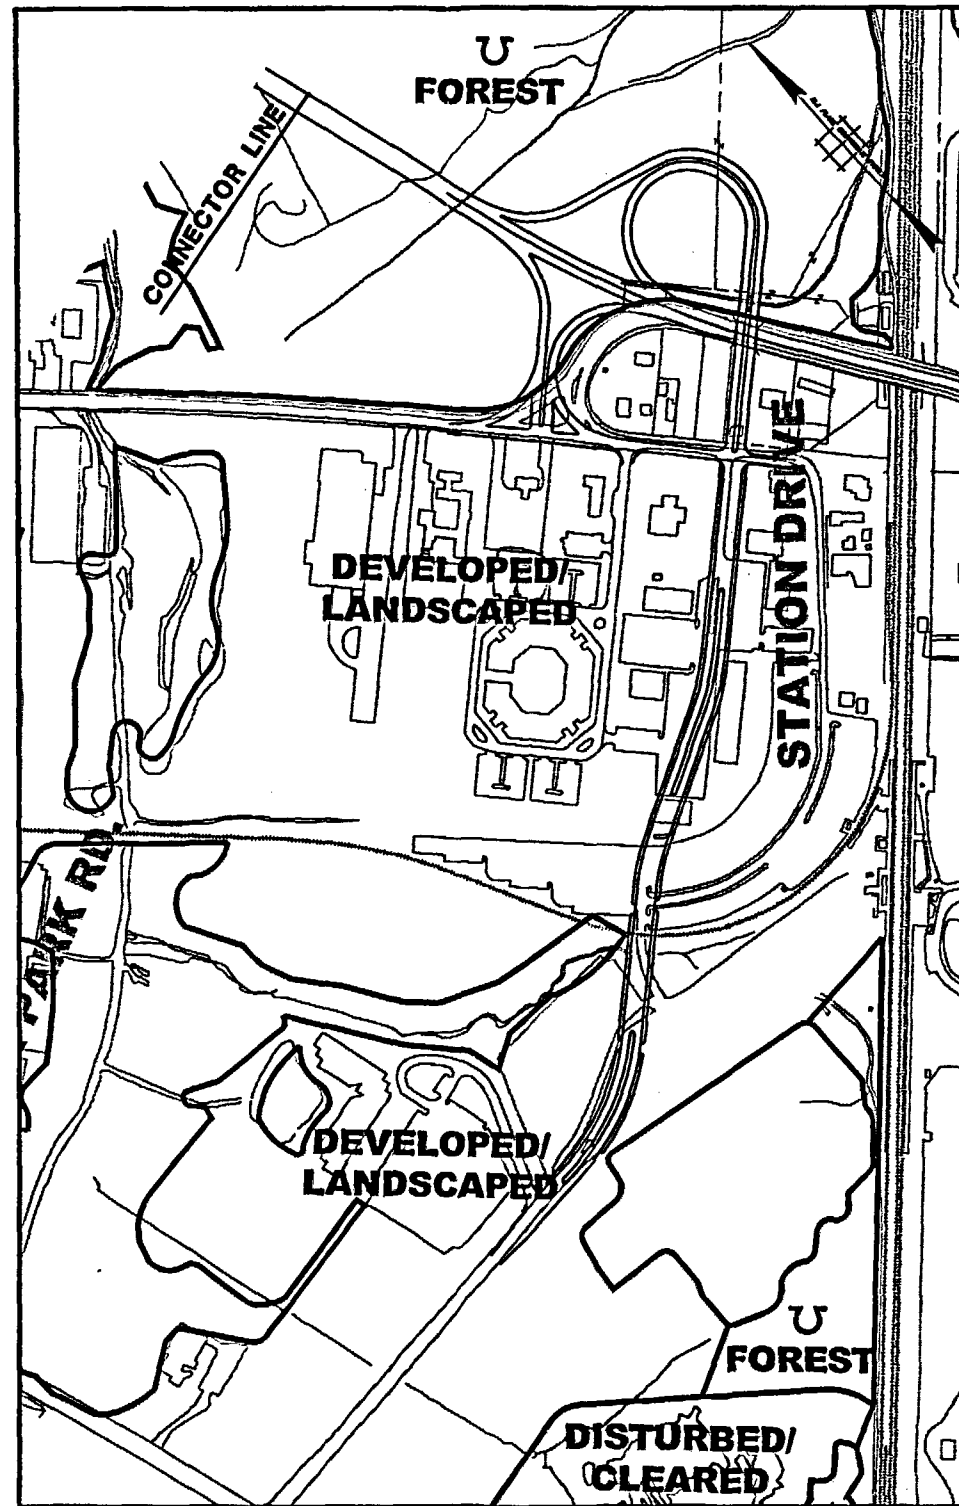 FOREST
CONNECTOR LINE
STATION DRIVE
DEVELOPED/
LANDSCAPED
PARK RD.
DEVELOPED/
LANDSCAPED
FOREST
DISTURBED/
CLEARED